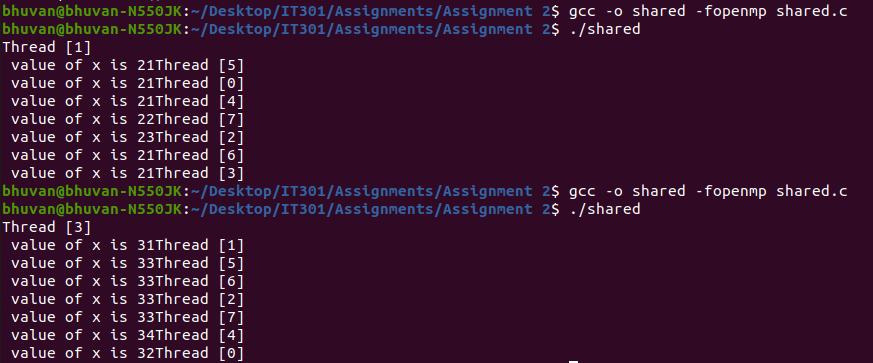 bhuvan@bhuvan-N550JK:~/Desktop/IT301/Assignments/Assignment 2$ gcc -o shared -fopenmp shared.c
bhuvan@bhuvan-N550JK:~/Desktop/IT301/Assignments/Assignment 2$ ./shared
Thread [1]
 value of x is 21Thread [5]
 value of x is 21Thread [0]
 value of x is 21Thread [4]
 value of x is 22Thread [7]
 value of x is 23Thread [2]
 value of x is 21Thread [6]
 value of x is 21Thread [3]
bhuvan@bhuvan-N550JK:~/Desktop/IT301/Assignments/Assignment 2$ gcc -o shared -fopenmp shared.c
bhuvan@bhuvan-N550JK:~/Desktop/IT301/Assignments/Assignment 2$ ./shared
Thread [3]
 value of x is 31Thread [1]
 value of x is 33Thread [5]
 value of x is 33Thread [6]
 value of x is 33Thread [2]
 value of x is 33Thread [7]
 value of x is 34Thread [4]
 value of x is 32Thread [0]